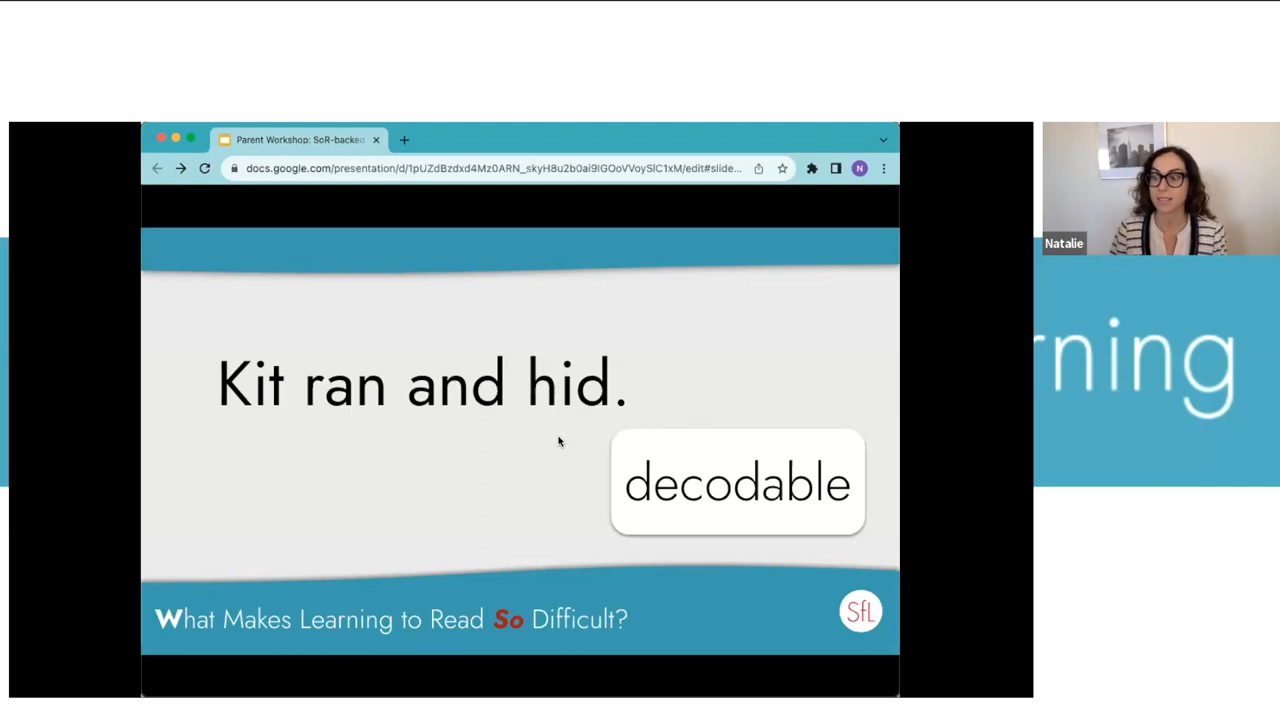 Parent Workshop: SoR-backed
docs.google.com/presentation/d/1pUZdBzdxd4Mz0ARN_skyH8u2b0ai9IGOoVVoySlC1xM/edit#slide...
N
Natalie
rning
Kit ran and hid.
decodable
What Makes Learning to Read So Difficult?
SfL